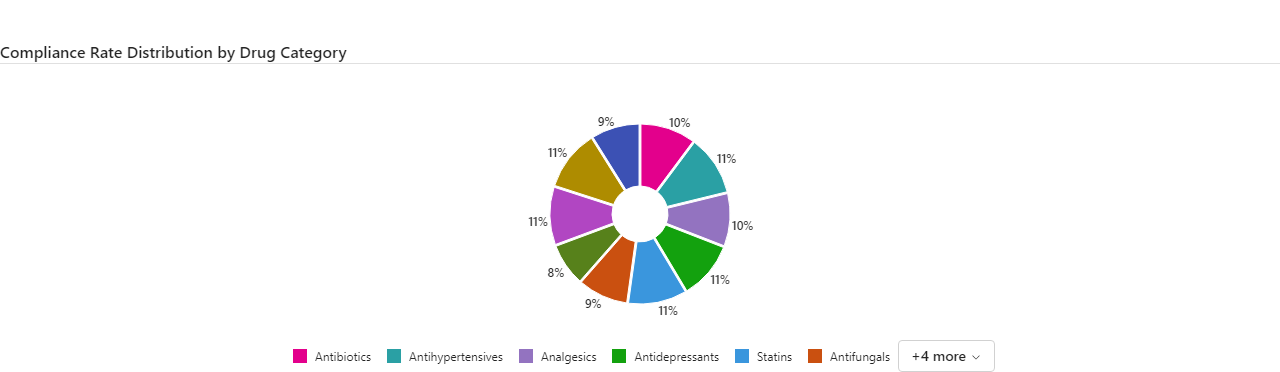 Compliance Rate Distribution by Drug Category
9% 10%
11% 11%
11% 10%
8% 11%
9% 11%
Antibiotics Antihypertensives Analgesics Antidepressants Statins Antifungals +4 more